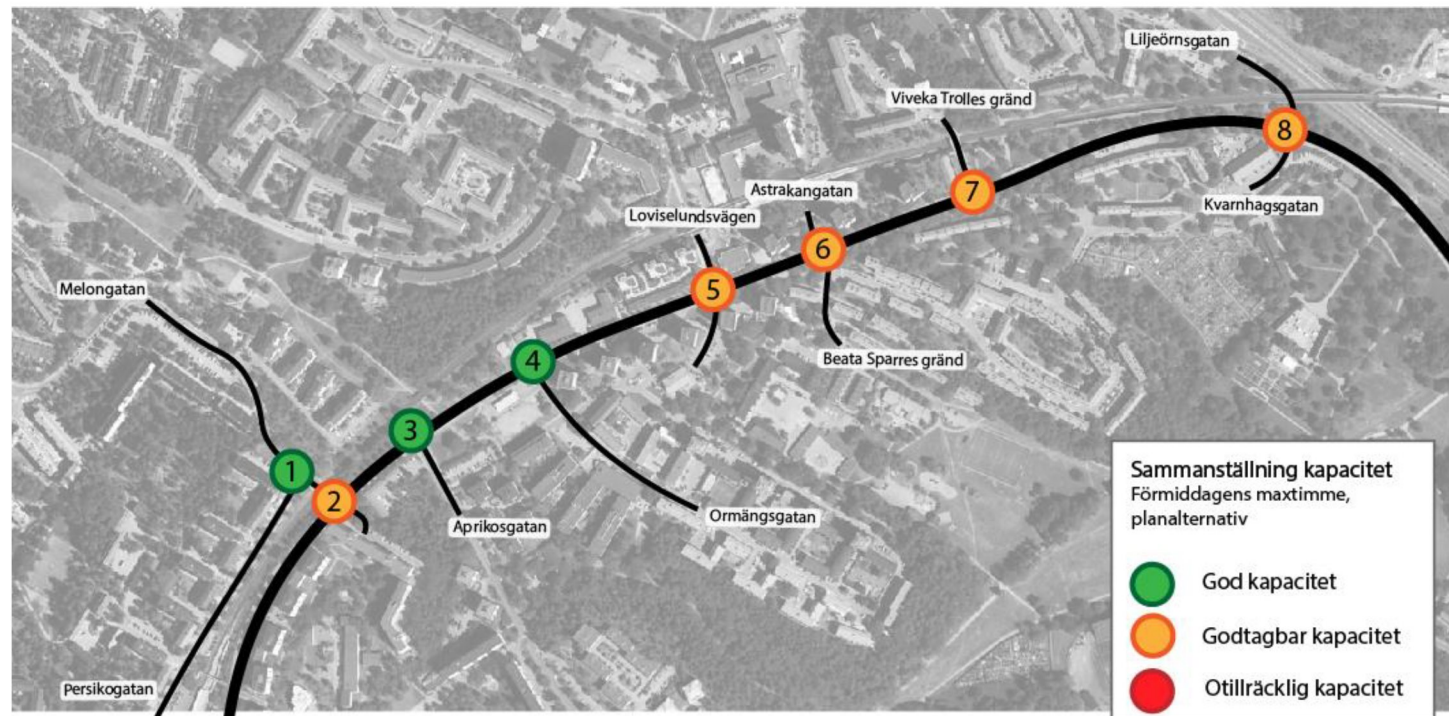 Liljeörnsgatan
8
Viveka Trolles gränd
7
Kvarnhagsgatan
Astrakangatan
6
Loviselundsvägen
5
Beata Sparres gränd
Melongatan
4
3
1
2
Aprikosgatan
Ormängsgatan
Persikogatan
Sammanställning kapacitet
Förmiddagens maxtimme,
planalternativ
God kapacitet
Godtagbar kapacitet
Otillräcklig kapacitet